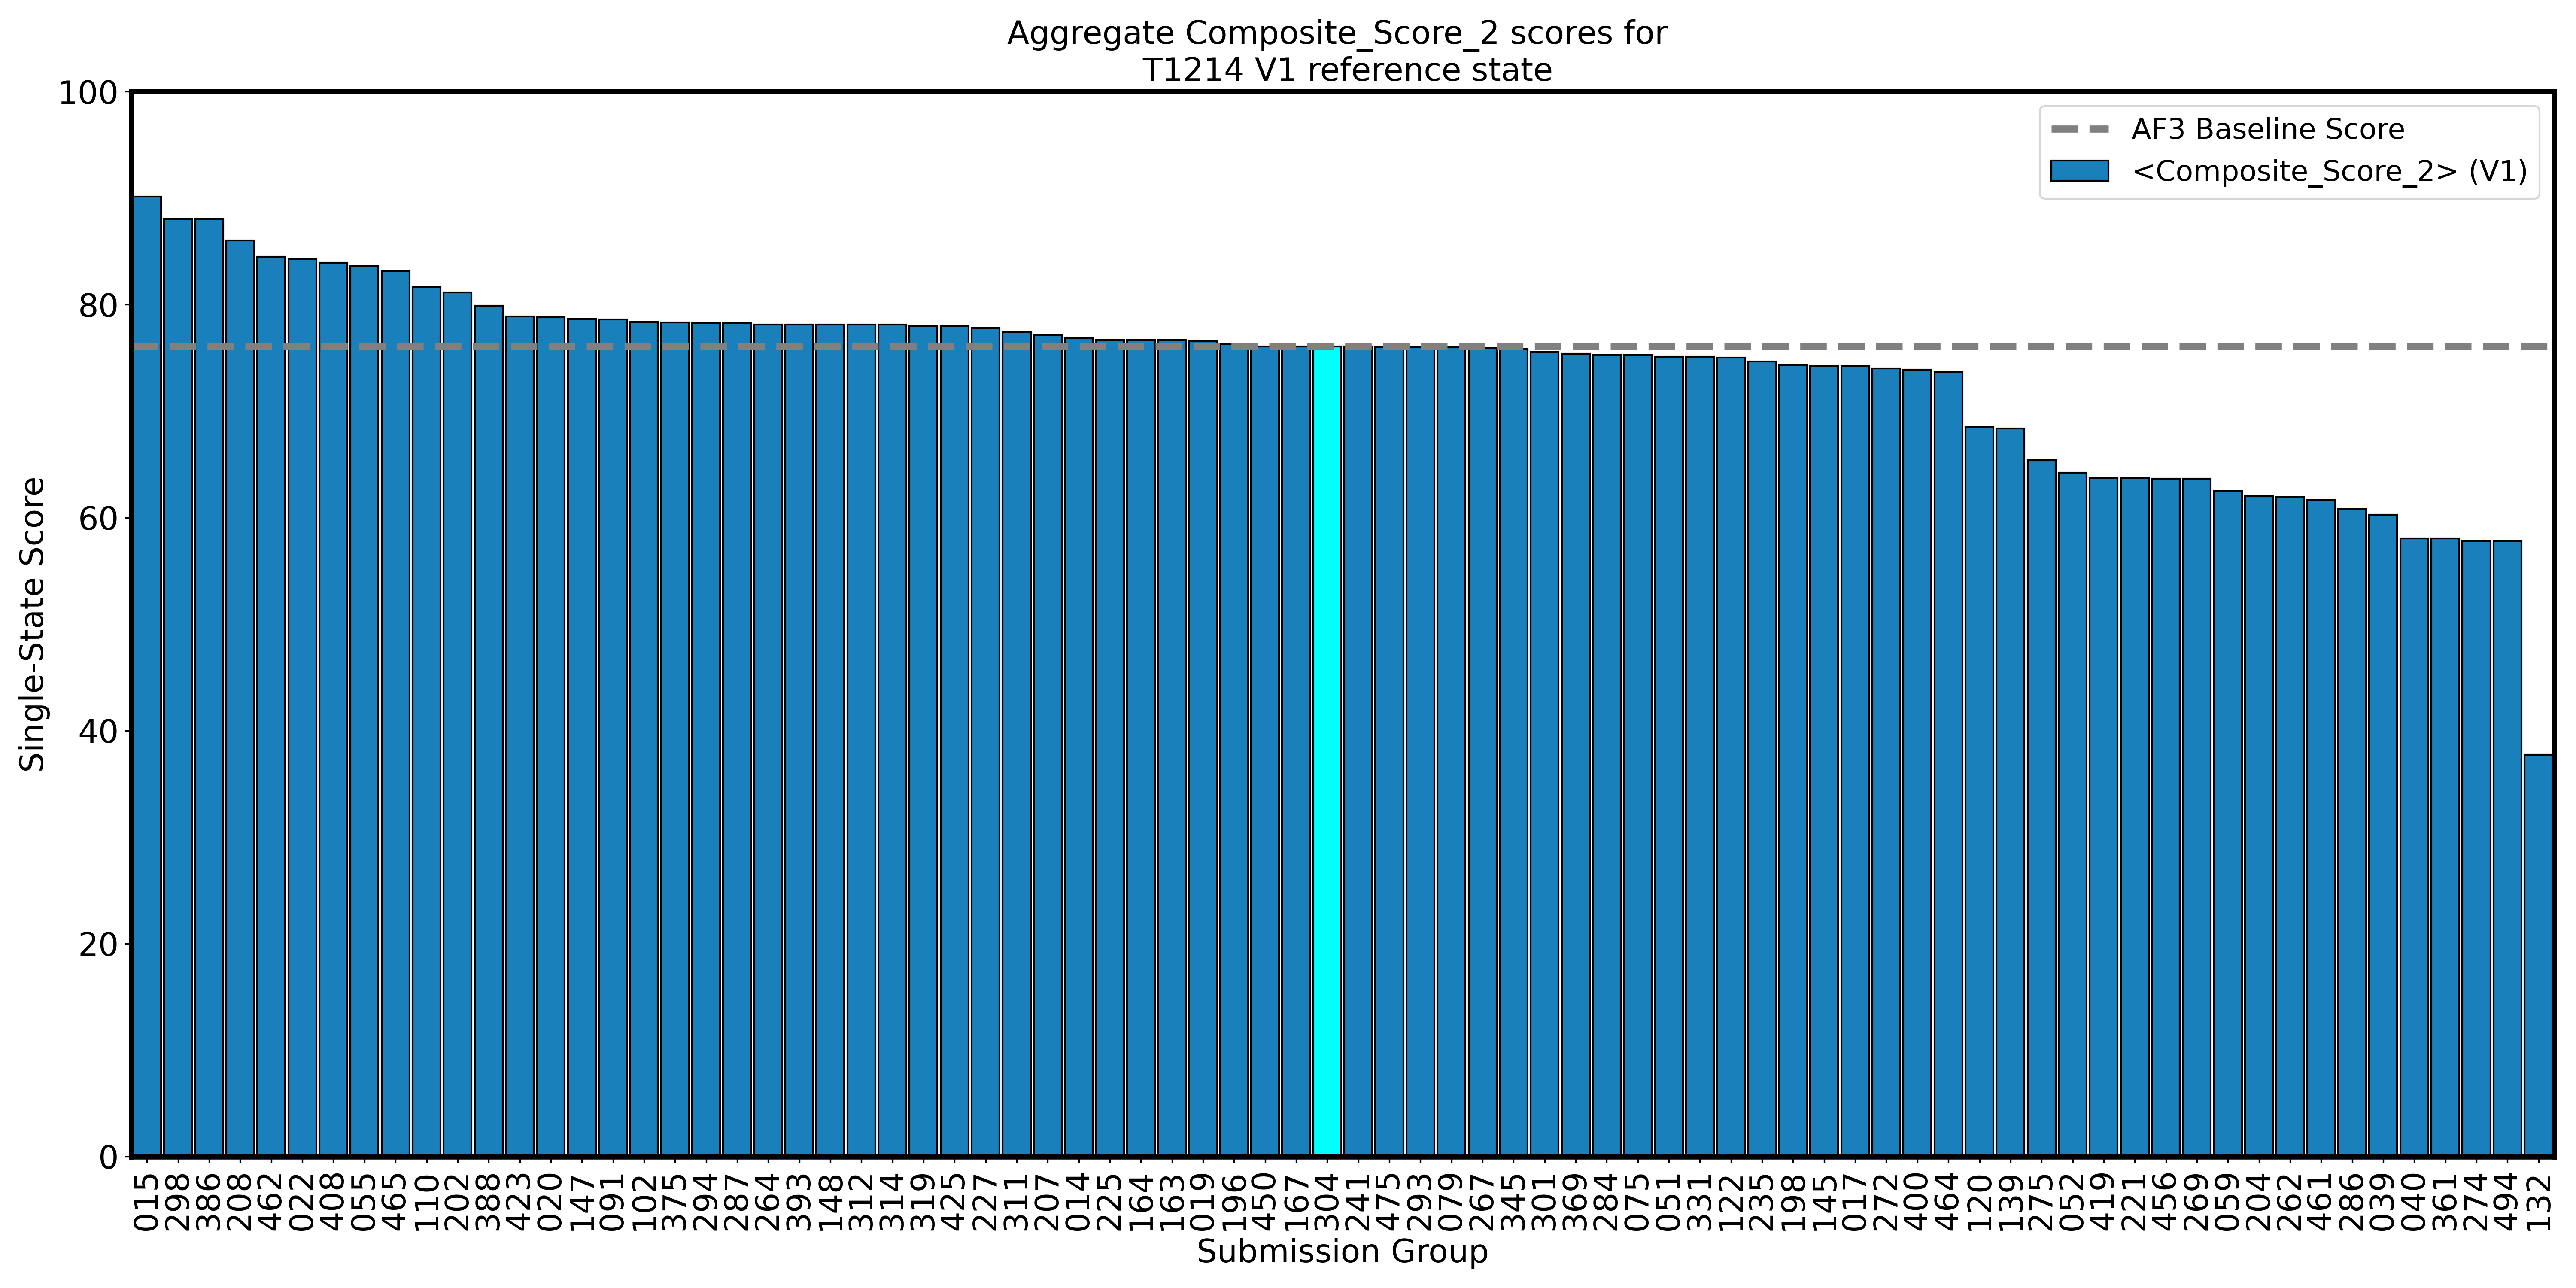 Aggregate Composite_Score_2 scores for
T1214 V1 reference state
AF3 Baseline Score
<Composite_Score_2> (V1)
Single-State Score
100
80
60
40
20
0
015 298 386 208 462 022 408 055 465 110 202 388 423 020 147 091 102 375 294 287 264 393 148 312 314 319 425 227 311 207 014 225 164 163 019 196 450 167 304 241 475 293 079 267 345 301 369 284 075 051 331 122 235 198 145 017 272 400 464 120 139 275 052 419 221 456 269 059 204 262 461 286 039 040 361 274 494 132
Submission Group